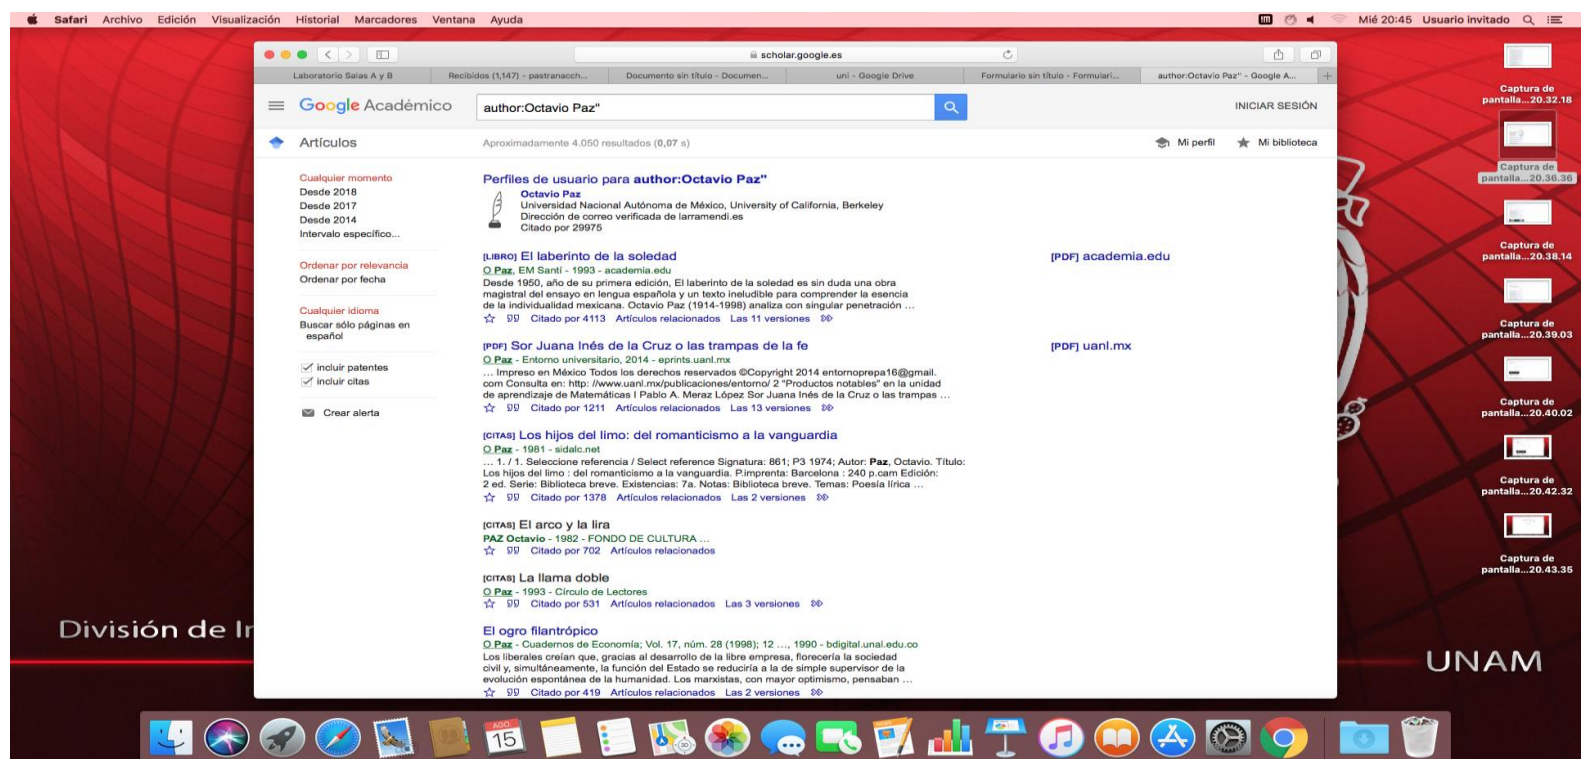 Safari Archivo Edición Visualización Historial Marcadores Ventana Ayuda
Mié 20:45 Usuario invitado
scholar.google.es
Laboratorio Salas A y B
Recibidos (1,147) - pastranacch...
Documento sin título - Documen...
uni - Google Drive
Formulario sin título - Formulari...
author:Octavio Paz" - Google A...
Google Académico
author:Octavio Paz"
INICIAR SESIÓN
Artículos
Aproximadamente 4.050 resultados (0,07 s)
Mi perfil
Mi biblioteca
Cualquier momento
Desde 2018
Desde 2017
Desde 2014
Intervalo específico...
Ordenar por relevancia
Ordenar por fecha
Cualquier idioma
Buscar sólo páginas en
español
incluir patentes
incluir citas
Crear alerta
Perfiles de usuario para author:Octavio Paz"
Octavio Paz
Universidad Nacional Autónoma de México, University of California, Berkeley
Dirección de correo verificada de larramendi.es
Citado por 29975
[LIBRO] El laberinto de la soledad
[PDF] academia.edu
O Paz, EM Santí - 1993 - academia.edu
Desde 1950, año de su primera edición, El laberinto de la soledad es sin duda una obra
magistral del ensayo en lengua española y un texto ineludible para comprender la esencia
de la individualidad mexicana. Octavio Paz (1914-1998) analiza con singular penetración ...
Citado por 4113 Artículos relacionados Las 11 versiones
[PDF] Sor Juana Inés de la Cruz o las trampas de la fe
[PDF] uanl.mx
O Paz - Entorno universitario, 2014 - eprints.uanl.mx
... Impreso en México Todos los derechos reservados ©Copyright 2014 entornoprepa16@gmail.
com Consulta en: http: //www.uanl.mx/publicaciones/entorno/ 2 "Productos notables" en la unidad
de aprendizaje de Matemáticas I Pablo A. Meraz López Sor Juana Inés de la Cruz o las trampas ...
Citado por 1211 Artículos relacionados Las 13 versiones
[CITAS] Los hijos del limo: del romanticismo a la vanguardia
O Paz - 1981 - sidalc.net
... 1. / 1. Seleccione referencia / Select reference Signatura: 861; P3 1974; Autor: Paz, Octavio. Título:
Los hijos del limo : del romanticismo a la vanguardia. P.imprenta: Barcelona : 240 p.cam Edición:
2 ed. Serie: Biblioteca breve. Existencias: 7a. Notas: Biblioteca breve. Temas: Poesía lírica ...
Citado por 1378 Artículos relacionados Las 2 versiones
[CITAS] El arco y la lira
PAZ Octavio - 1982 - FONDO DE CULTURA ...
Citado por 702 Artículos relacionados
[CITAS] La llama doble
O Paz - 1993 - Círculo de Lectores
Citado por 531 Artículos relacionados Las 3 versiones
El ogro filantrópico
O Paz - Cuadernos de Economía; Vol. 17, núm. 28 (1998); 12 ..., 1990 - bdigital.unal.edu.co
Los liberales creían que, gracias al desarrollo de la libre empresa, florecería la sociedad
civil y, simultáneamente, la función del Estado se reduciría a la de simple supervisor de la
evolución espontánea de la humanidad. Los marxistas, con mayor optimismo, pensaban ...
Citado por 419 Artículos relacionados Las 2 versiones
Captura de
pantalla...20.32.18
Captura de
pantalla...20.36.36
Captura de
pantalla...20.38.14
Captura de
pantalla...20.39.03
Captura de
pantalla...20.40.02
Captura de
pantalla...20.42.32
Captura de
pantalla...20.43.35
División de In
UNAM
AGO.
15